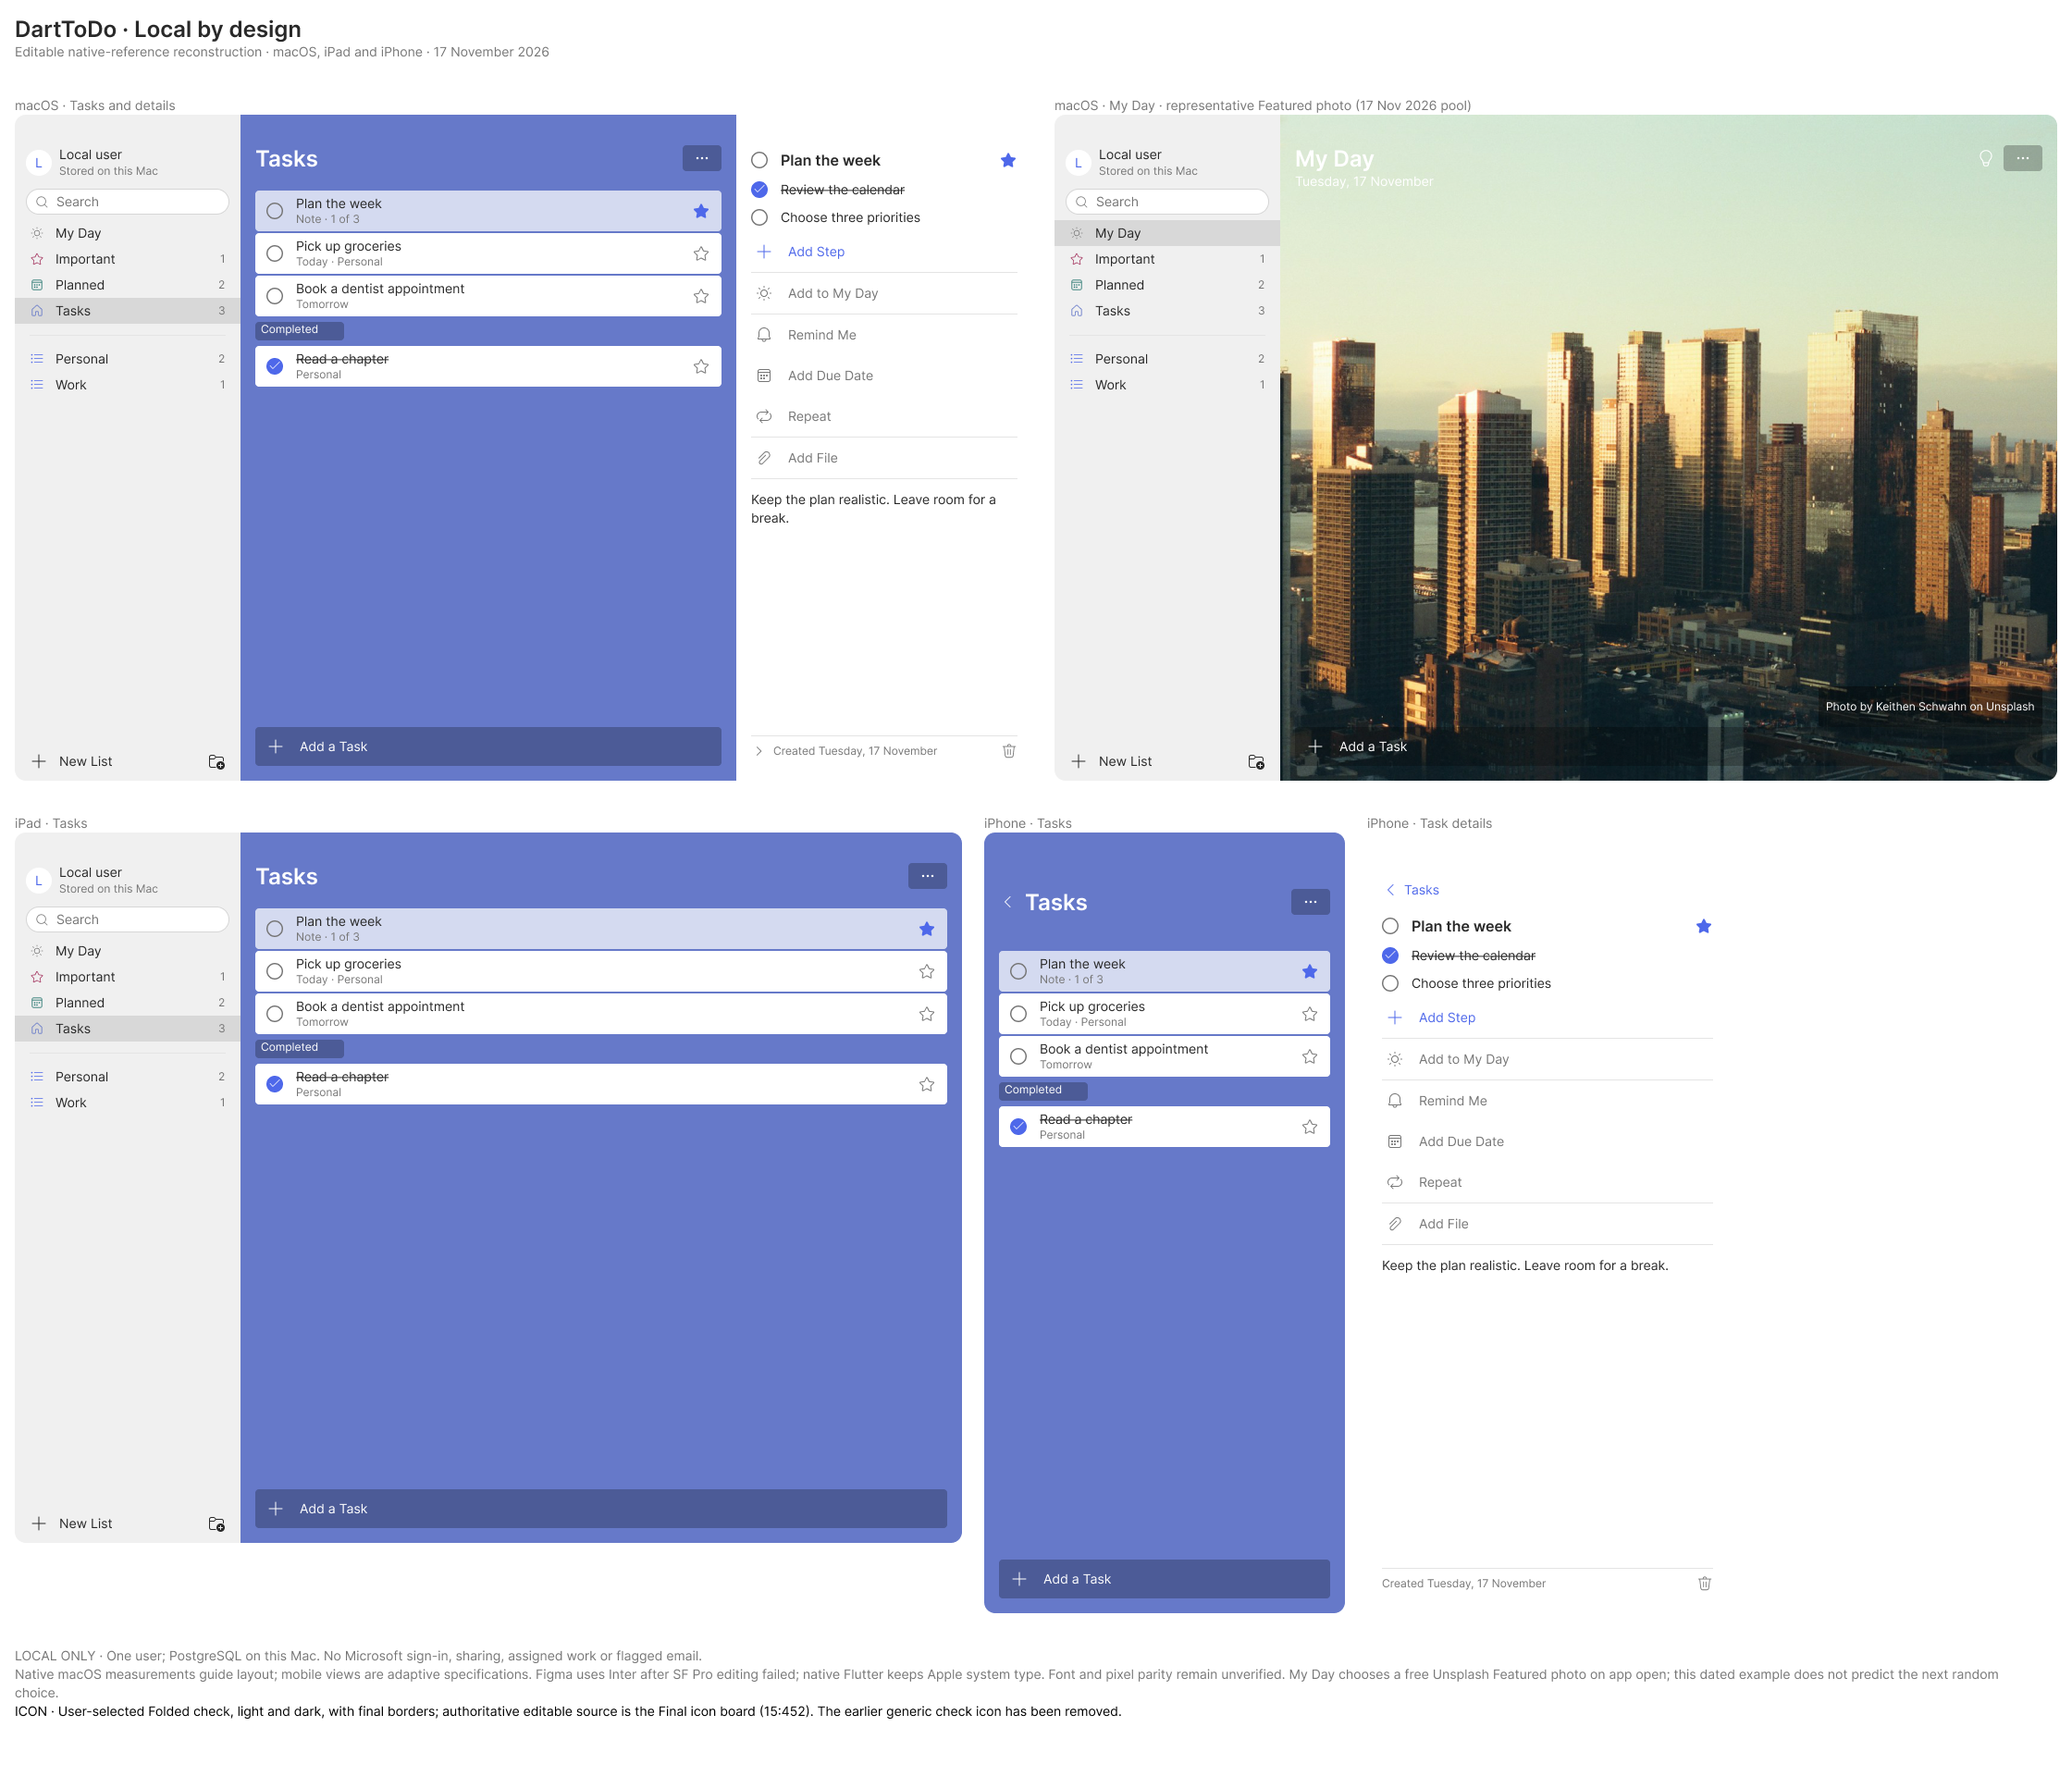 DartToDo · Local by design
Editable native-reference reconstruction · macOS, iPad and iPhone · 17 November 2026
macOS · Tasks and details
L
Local user
Stored on this Mac
Search
My Day
Important 1
Planned 2
Tasks 3
Personal 2
Work 1
New List
Tasks
Plan the week
Note · 1 of 3
Pick up groceries
Today · Personal
Book a dentist appointment
Tomorrow
Completed
Read a chapter
Personal
Add a Task
Plan the week
Review the calendar
Choose three priorities
Add Step
Add to My Day
Remind Me
Add Due Date
Repeat
Add File
Keep the plan realistic. Leave room for a
break.
Created Tuesday, 17 November
macOS · My Day · representative Featured photo (17 Nov 2026 pool)
L
Local user
Stored on this Mac
Search
My Day
Important 1
Planned 2
Tasks 3
Personal 2
Work 1
New List
My Day
Tuesday, 17 November
Photo by Keithen Schwahn on Unsplash
Add a Task
iPad · Tasks
L
Local user
Stored on this Mac
Search
My Day
Important 1
Planned 2
Tasks 3
Personal 2
Work 1
New List
Tasks
Plan the week
Note · 1 of 3
Pick up groceries
Today · Personal
Book a dentist appointment
Tomorrow
Completed
Read a chapter
Personal
Add a Task
iPhone · Tasks
Tasks
Plan the week
Note · 1 of 3
Pick up groceries
Today · Personal
Book a dentist appointment
Tomorrow
Completed
Read a chapter
Personal
Add a Task
iPhone · Task details
Tasks
Plan the week
Review the calendar
Choose three priorities
Add Step
Add to My Day
Remind Me
Add Due Date
Repeat
Add File
Keep the plan realistic. Leave room for a break.
Created Tuesday, 17 November
LOCAL ONLY · One user; PostgreSQL on this Mac. No Microsoft sign-in, sharing, assigned work or flagged email.
Native macOS measurements guide layout; mobile views are adaptive specifications. Figma uses Inter after SF Pro editing failed; native Flutter keeps Apple system type. Font and pixel parity remain unverified. My Day chooses a free Unsplash Featured photo on app open; this dated example does not predict the next random
choice.
ICON · User-selected Folded check, light and dark, with final borders; authoritative editable source is the Final icon board (15:452). The earlier generic check icon has been removed.